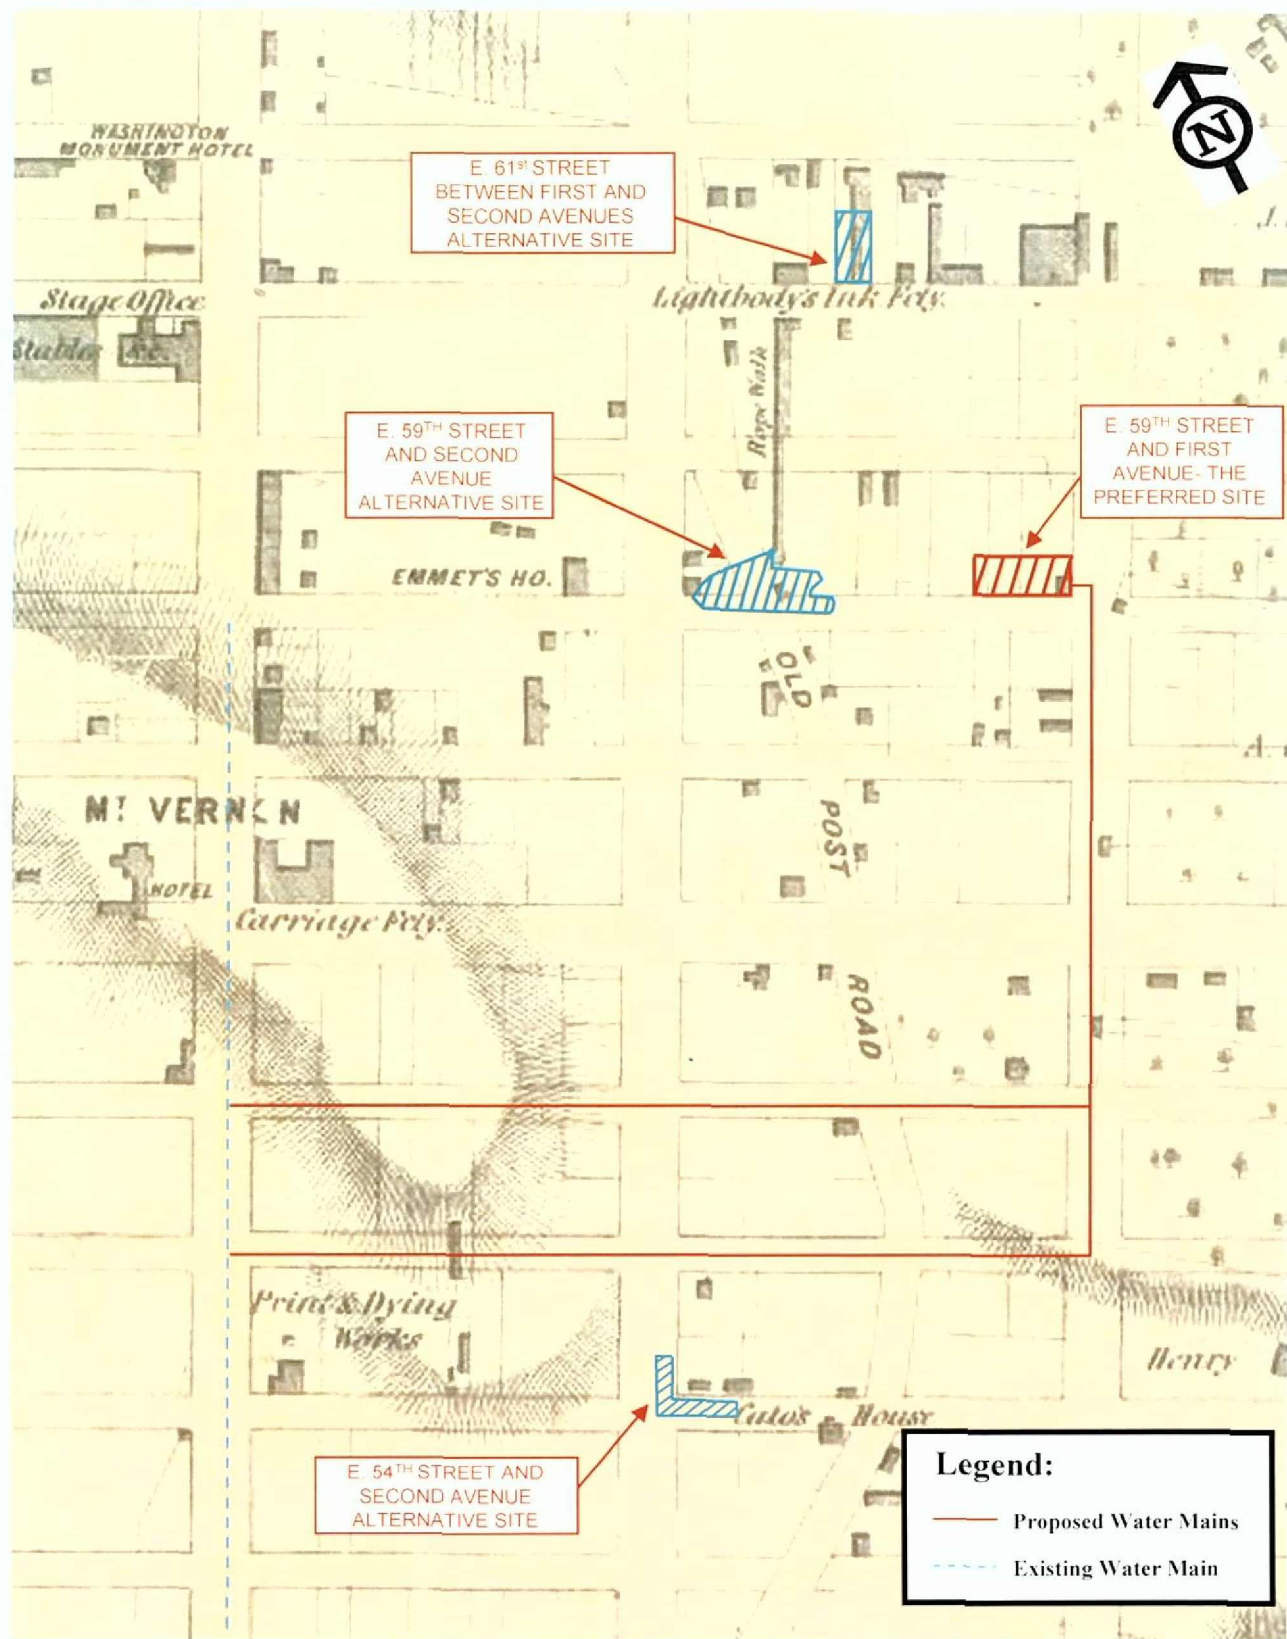 N
WASHINGTON
MONUMENT HOTEL
E. 61st STREET
BETWEEN FIRST AND
SECOND AVENUES
ALTERNATIVE SITE
Stage Office
Lightbody's Ink Fcty.
Stables &c.
Rope Walk
E. 59TH STREET
AND SECOND
AVENUE
ALTERNATIVE SITE
E. 59TH STREET
AND FIRST
AVENUE- THE
PREFERRED SITE
EMMET'S HO.
OLD
POST
ROAD
MT. VERNON
HOTEL
Carriage Fcty.
Print & Dying
Works
Henry
Cato's House
E. 54TH STREET AND
SECOND AVENUE
ALTERNATIVE SITE
Legend:
Proposed Water Mains
Existing Water Main